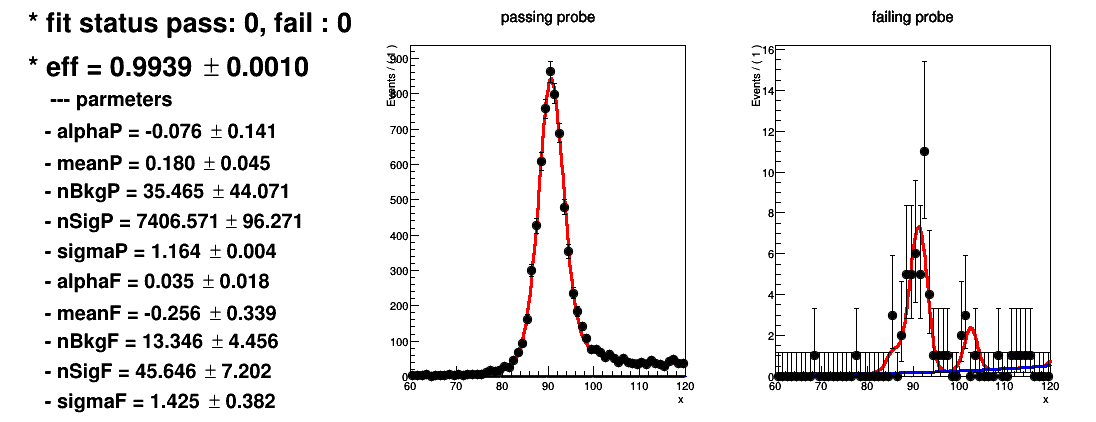 * fit status pass: 0, fail : 0
* eff = 0.9939 ± 0.0010
--- parmeters
- alphaP = -0.076 ± 0.141
- meanP = 0.180 ± 0.045
- nBkgP = 35.465 ± 44.071
- nSigP = 7406.571 ± 96.271
- sigmaP = 1.164 ± 0.004
- alphaF = 0.035 ± 0.018
- meanF = -0.256 ± 0.339
- nBkgF = 13.346 ± 4.456
- nSigF = 45.646 ± 7.202
- sigmaF = 1.425 ± 0.382
passing probe
Events / ( 1 )
900
800
700
600
500
400
300
200
100
0
60 70 80 90 100 110 120
x
failing probe
Events / ( 1 )
16
14
12
10
8
6
4
2
0
60 70 80 90 100 110 120
x